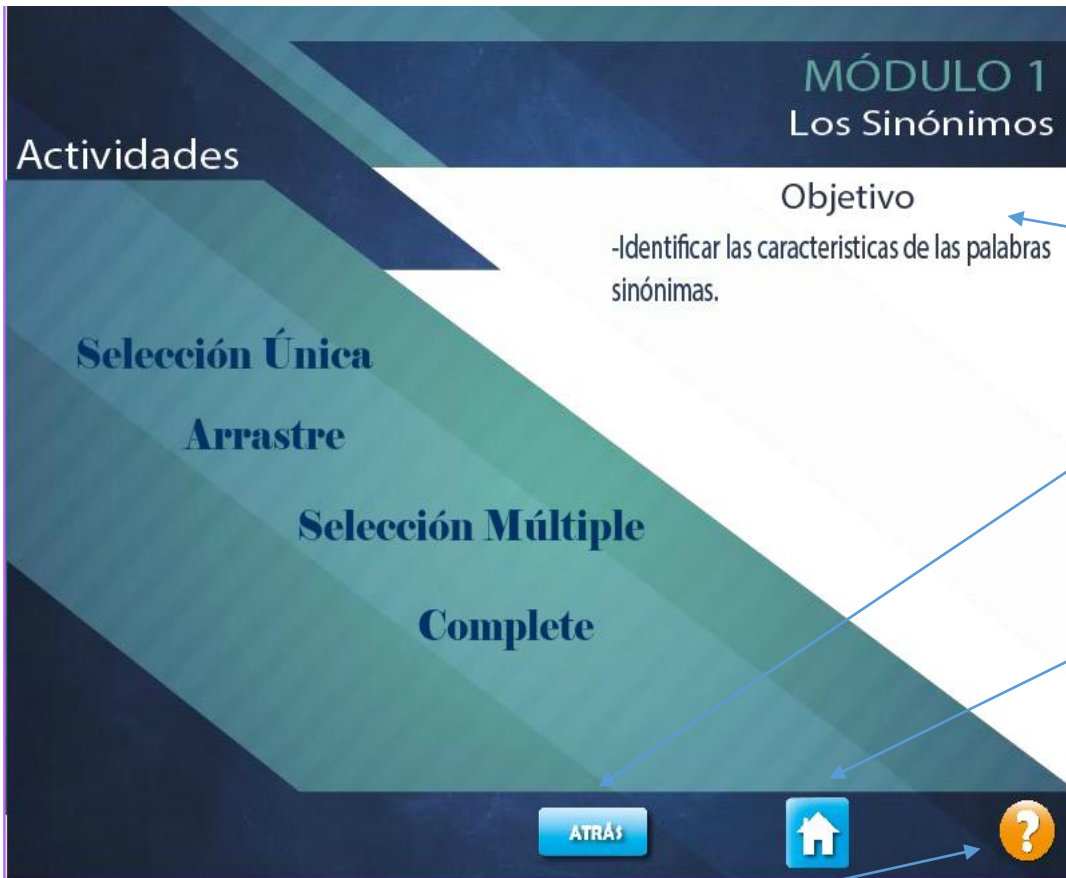 MÓDULO 1
Los Sinónimos
Actividades
Objetivo
-Identificar las caracteristicas de las palabras
sinónimas.
Selección Única
Arrastre
Selección Múltiple
Complete
ATRÁS
?